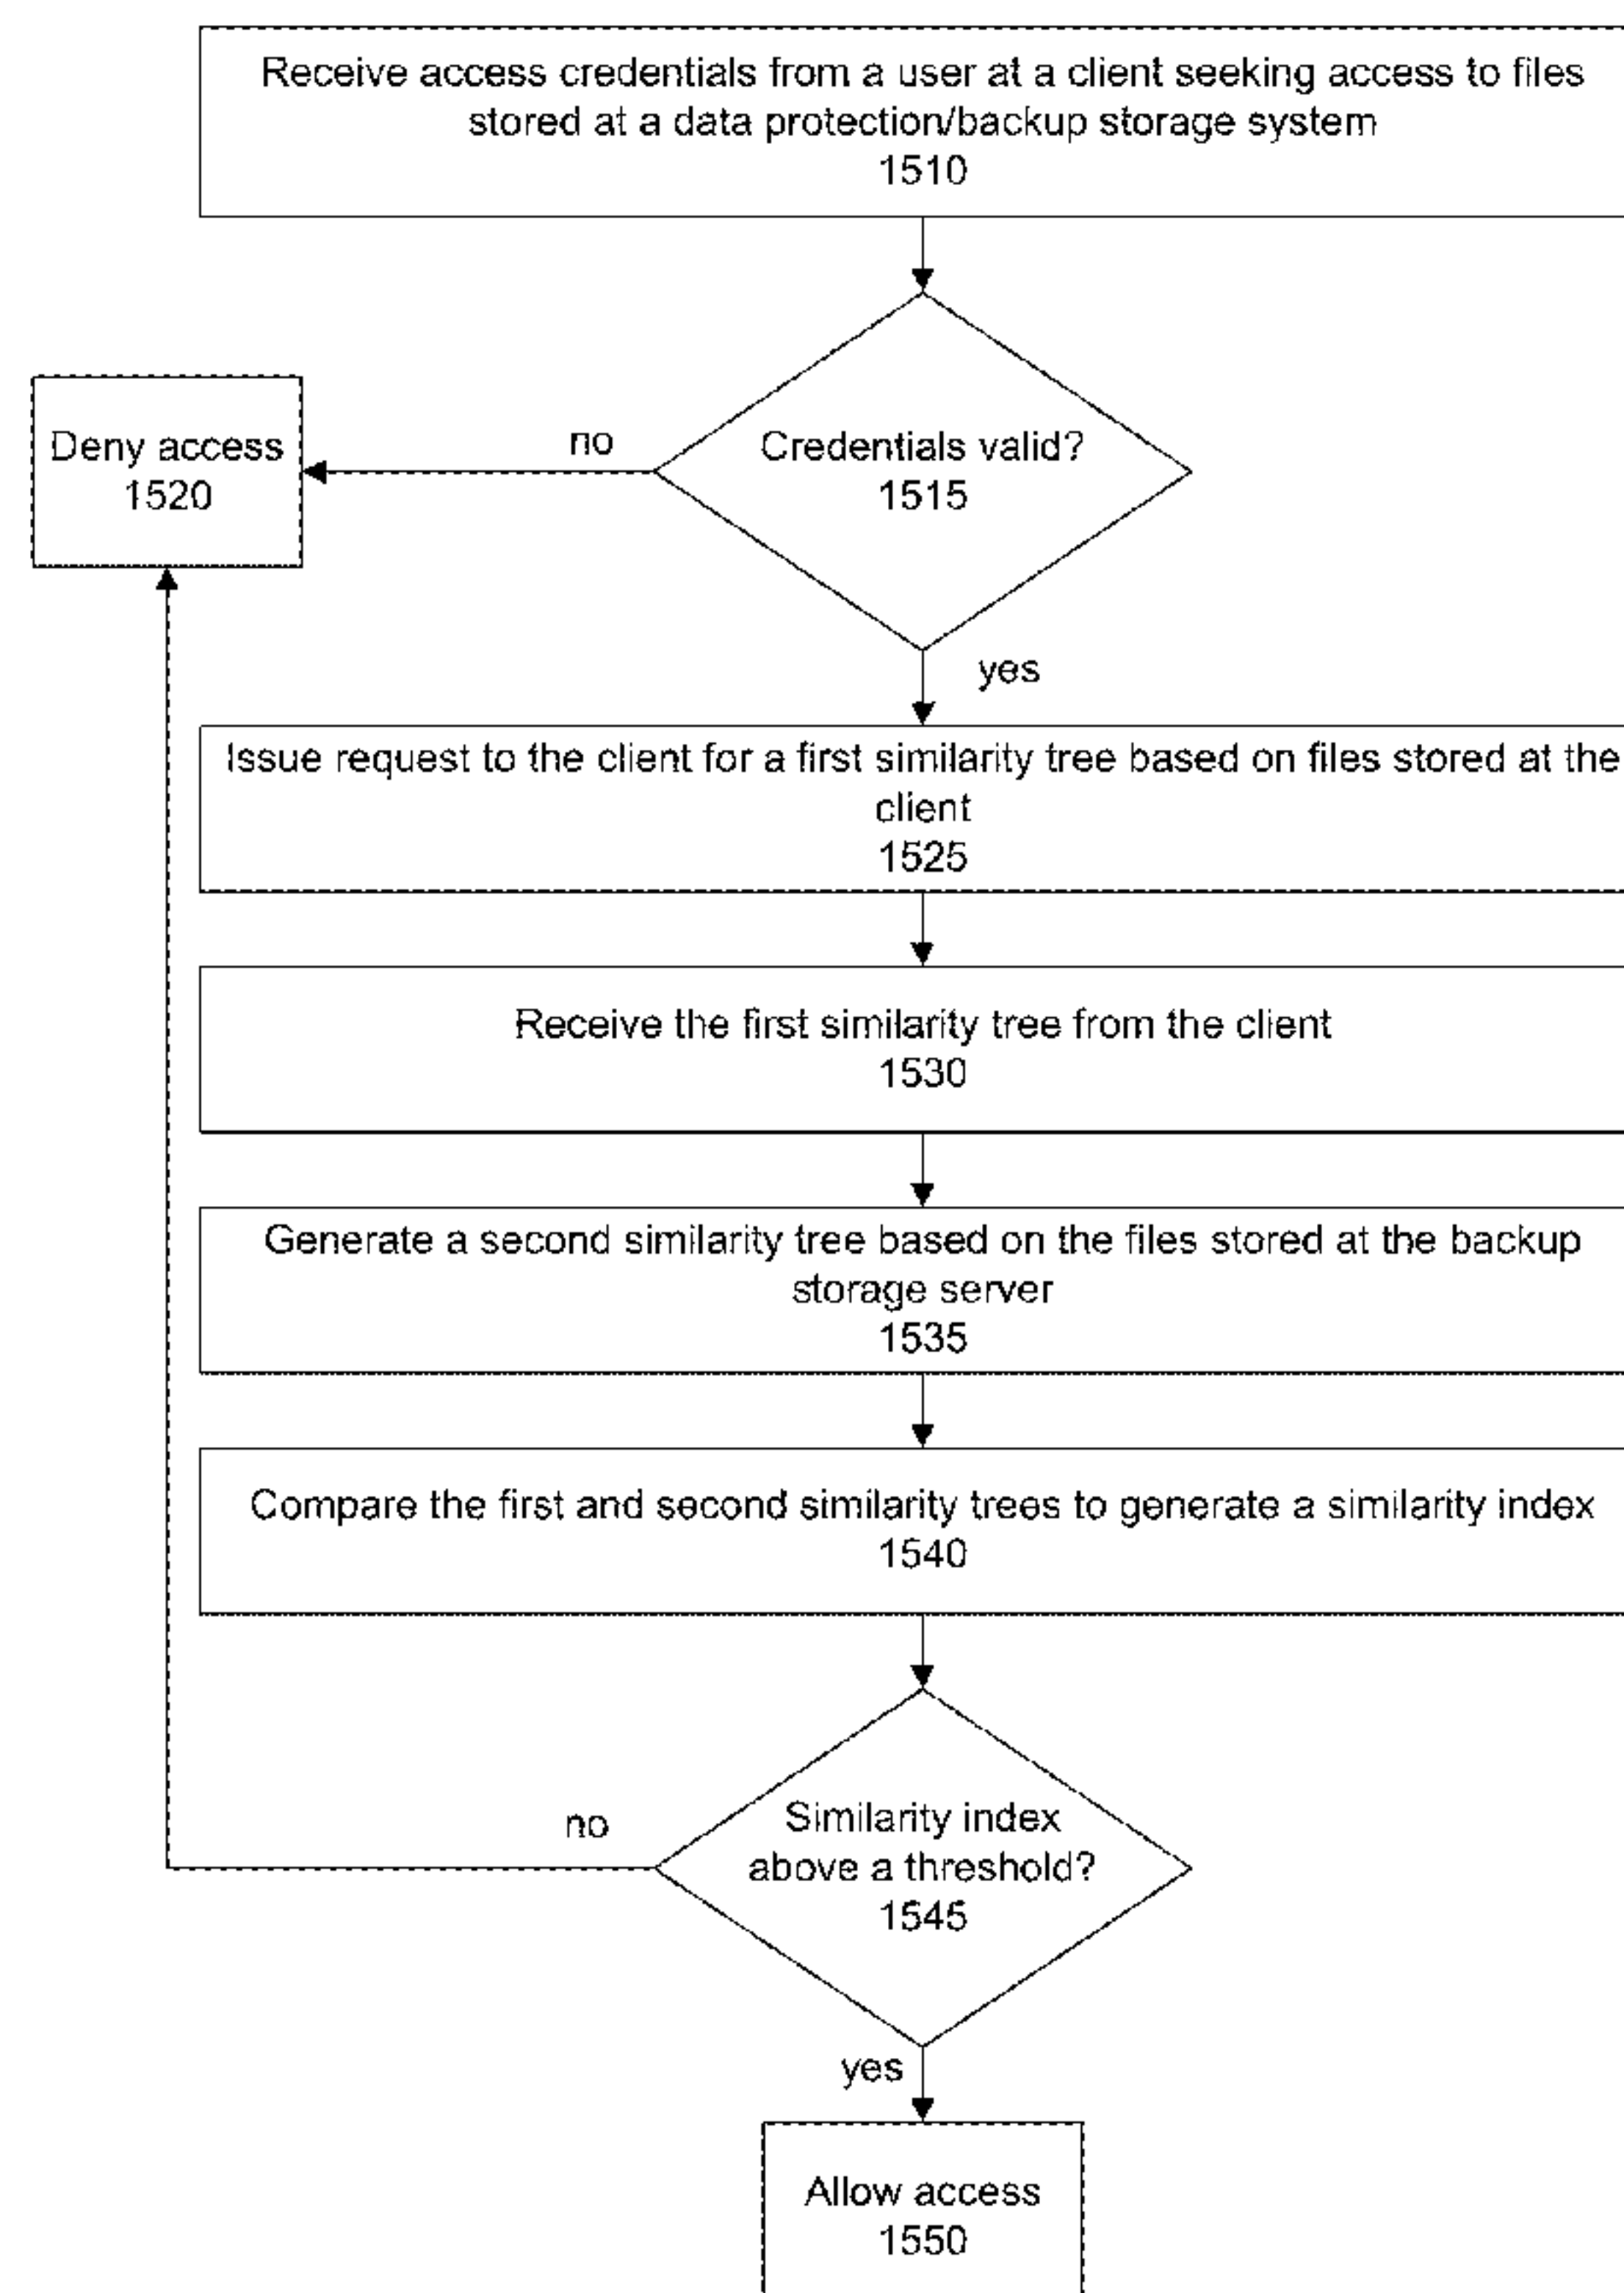 Receive access credentials from a user at a client seeking access to files
stored at a data protection/backup storage system
1510
Deny access
1520
no
Credentials valid?
1515
yes
Issue request to the client for a first similarity tree based on files stored at the
client
1525
Receive the first similarity tree from the client
1530
Generate a second similarity tree based on the files stored at the backup
storage server
1535
Compare the first and second similarity trees to generate a similarity index
1540
no
Similarity index
above a threshold?
1545
yes
Allow access
1550